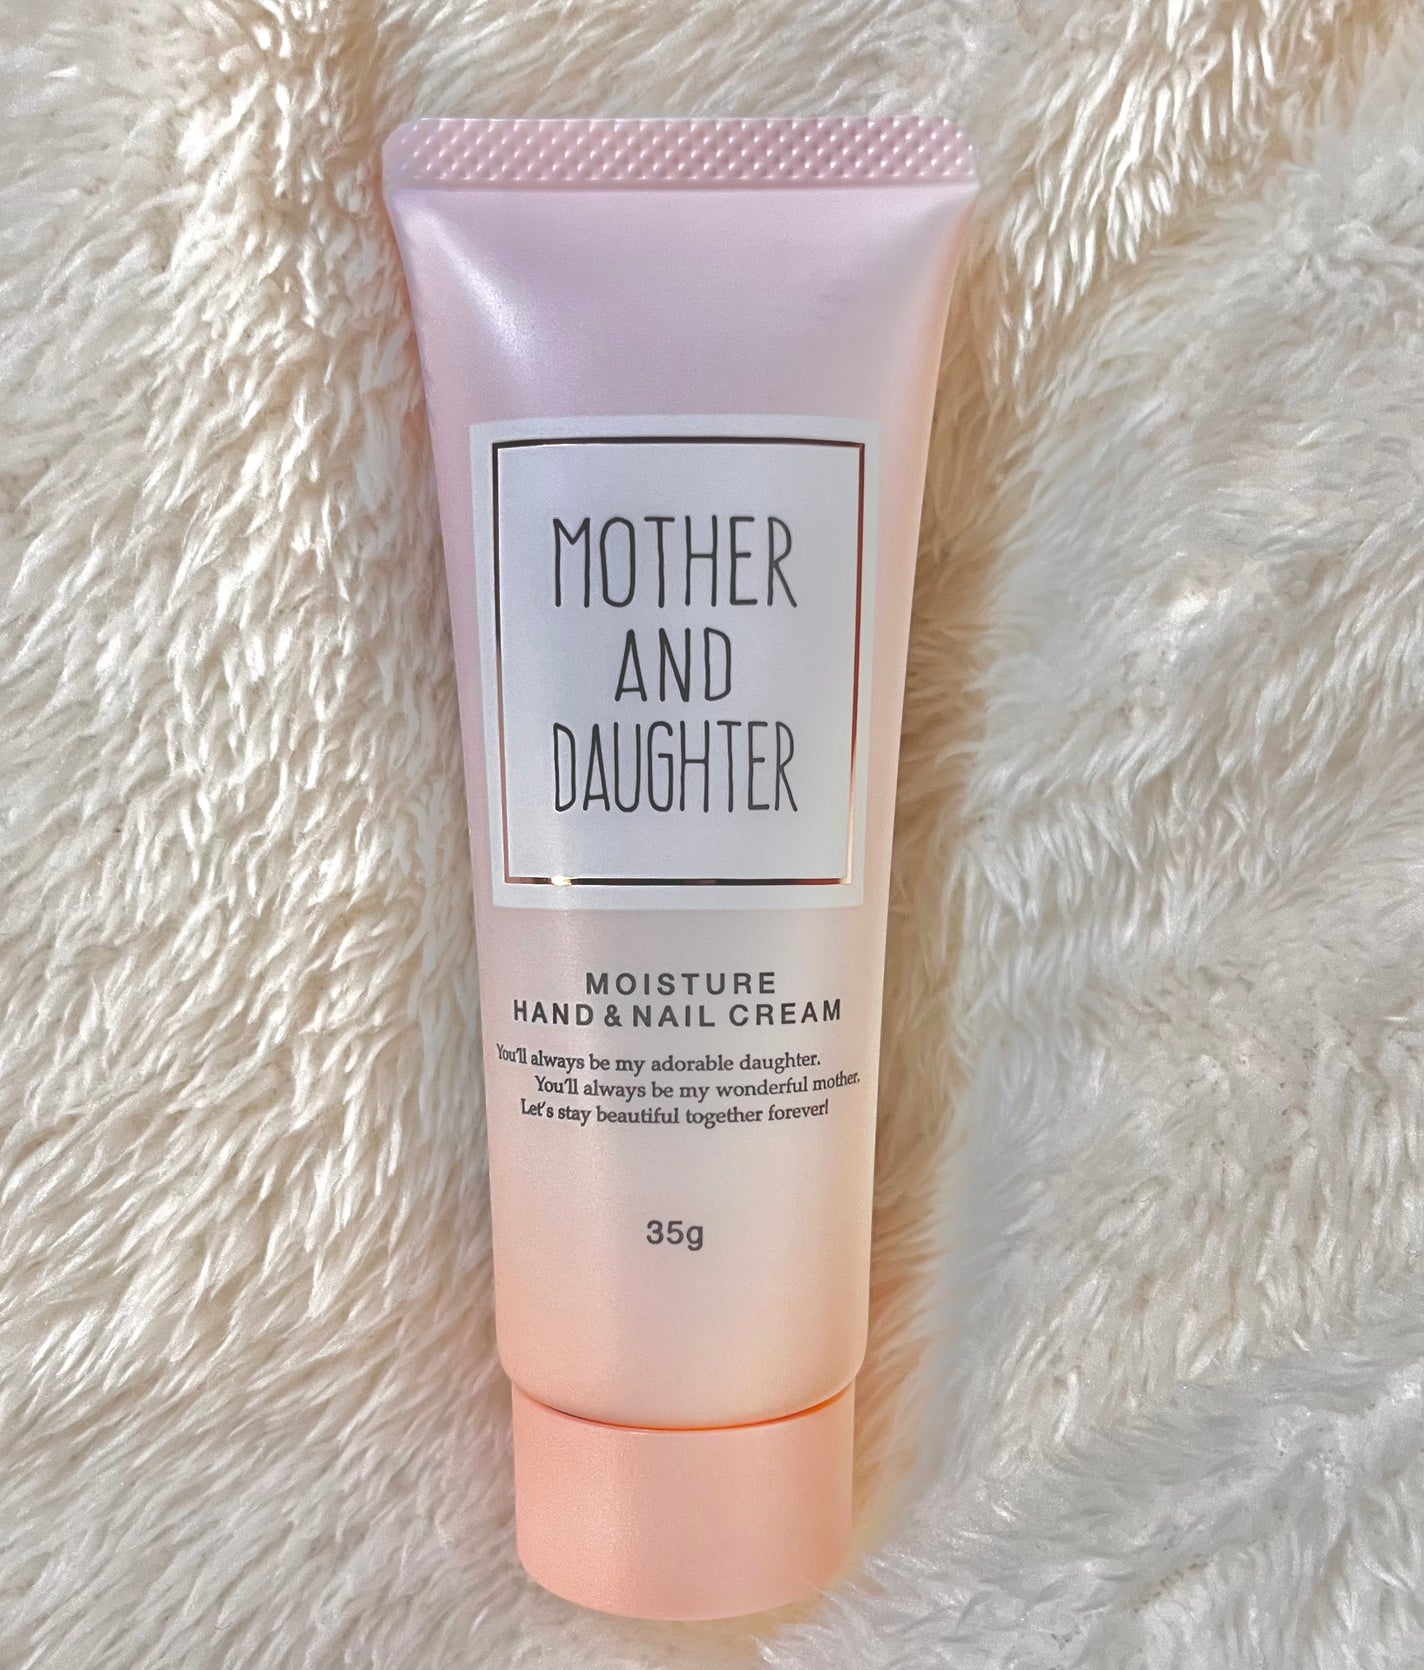 MOTHER
AND
DAUGHTER
MOISTURE
HAND & NAIL CREAM
You'll always be my adorable daughter.
You'll always be my wonderful mother.
Let's stay beautiful together forever!
35g